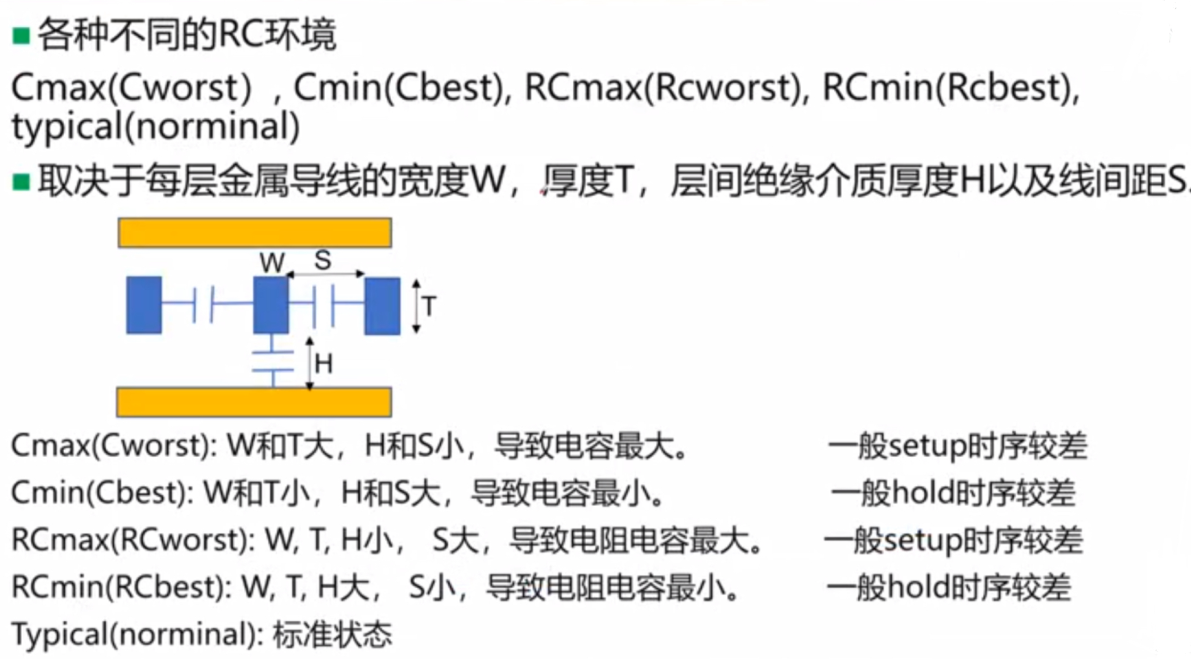 各种不同的RC环境
Cmax(Cworst）, Cmin(Cbest), RCmax(Rcworst), RCmin(Rcbest),
typical(norminal)
取决于每层金属导线的宽度W，厚度T，层间绝缘介质厚度H以及线间距S.
W S
T
H
Cmax(Cworst): W和T大，H和S小，导致电容最大。 一般setup时序较差
Cmin(Cbest): W和T小，H和S大，导致电容最小。 一般hold时序较差
RCmax(RCworst): W, T, H小， S大，导致电阻电容最大。 一般setup时序较差
RCmin(RCbest): W, T, H大， S小，导致电阻电容最小。 一般hold时序较差
Typical(norminal): 标准状态